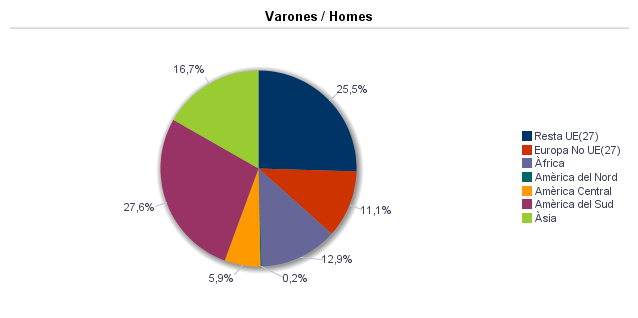 Varones / Homes
16,7%
25,5%
27,6%
11,1%
5,9%
0,2%
12,9%
Resta UE(27)
Europa No UE(27)
Àfrica
Amèrica del Nord
Amèrica Central
Amèrica del Sud
Àsia